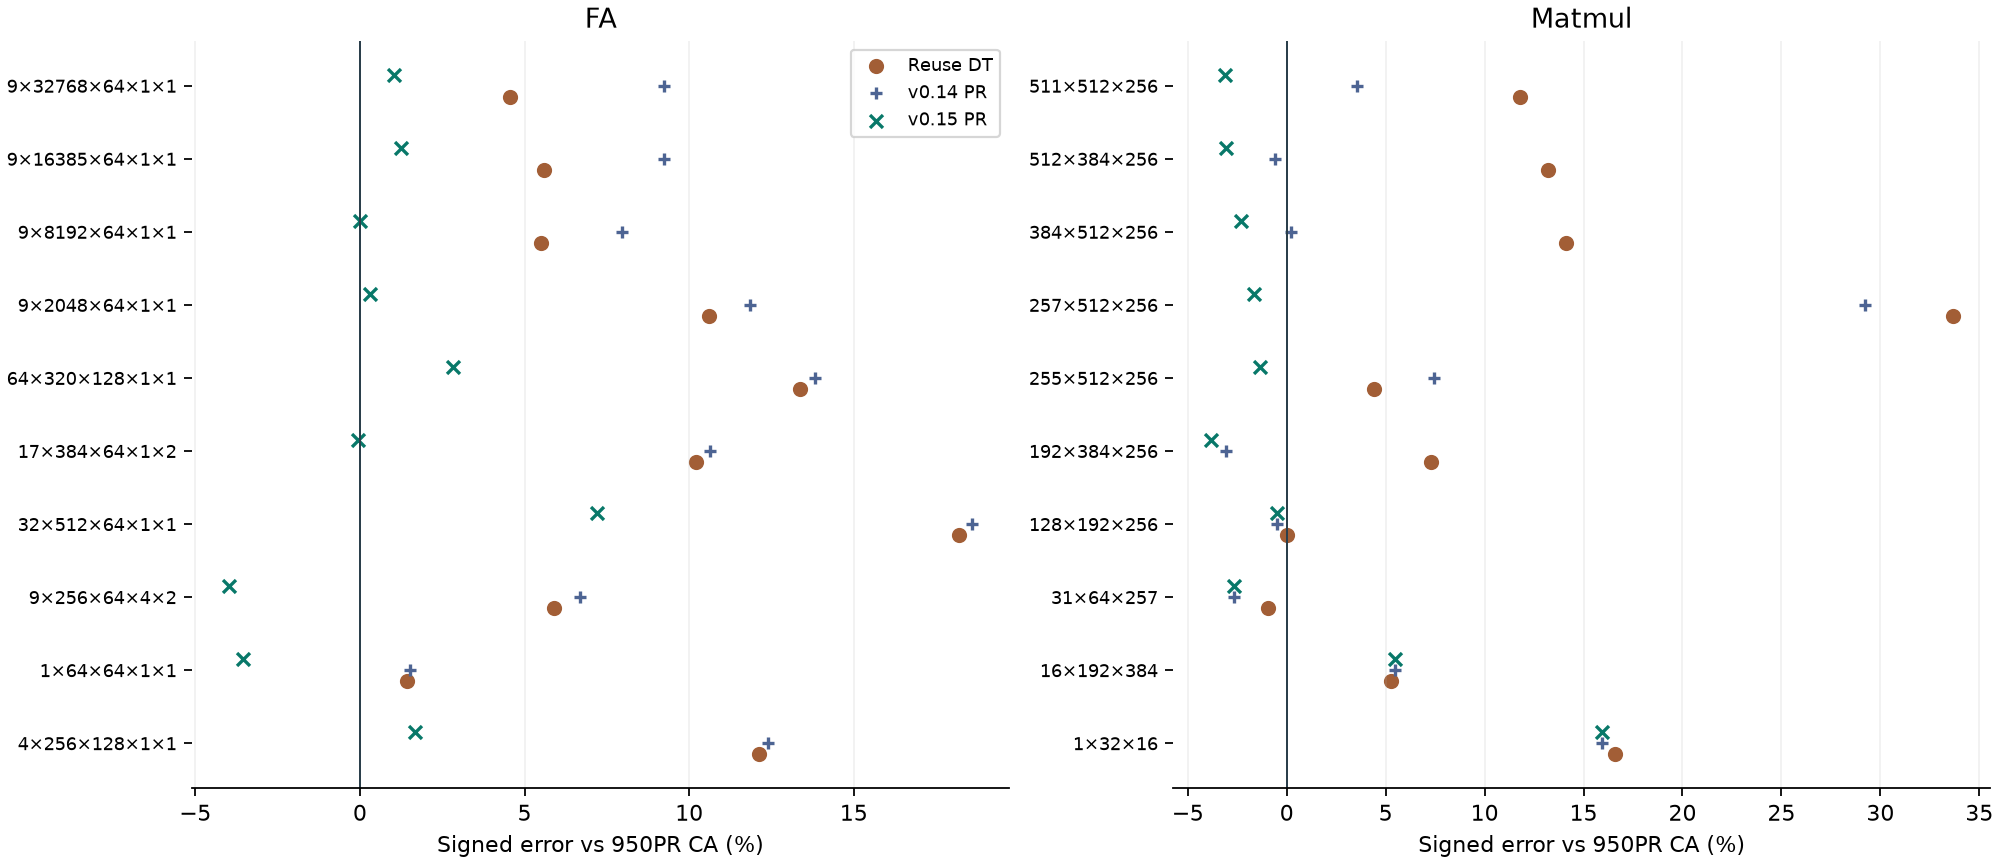 FA
Reuse DT
v0.14 PR
v0.15 PR
9×32768×64×1×1
9×16385×64×1×1
9×8192×64×1×1
9×2048×64×1×1
64×320×128×1×1
17×384×64×1×2
32×512×64×1×1
9×256×64×4×2
1×64×64×1×1
4×256×128×1×1
−5 0 5 10 15
Signed error vs 950PR CA (%)
Matmul
511×512×256
512×384×256
384×512×256
257×512×256
255×512×256
192×384×256
128×192×256
31×64×257
16×192×384
1×32×16
−5 0 5 10 15 20 25 30 35
Signed error vs 950PR CA (%)